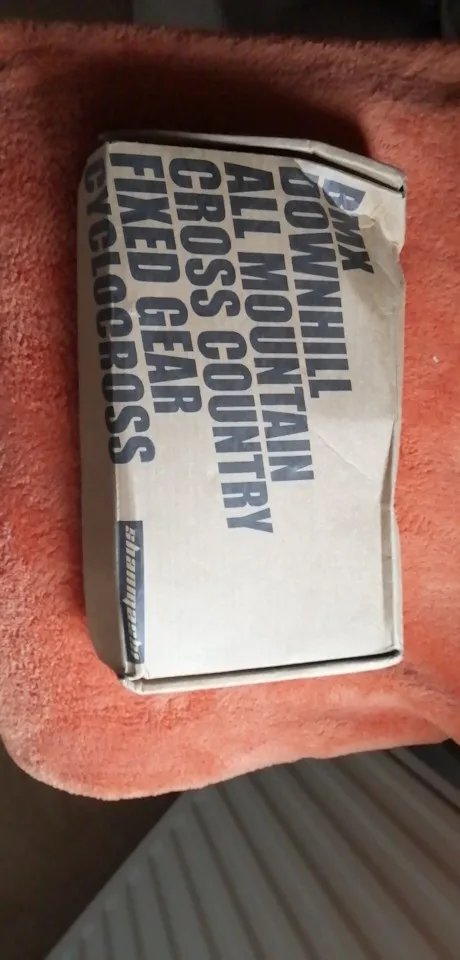 BMX
DOWNHILL
ALL MOUNTAIN
CROSS COUNTRY
FIXED GEAR
CYCLOCROSS